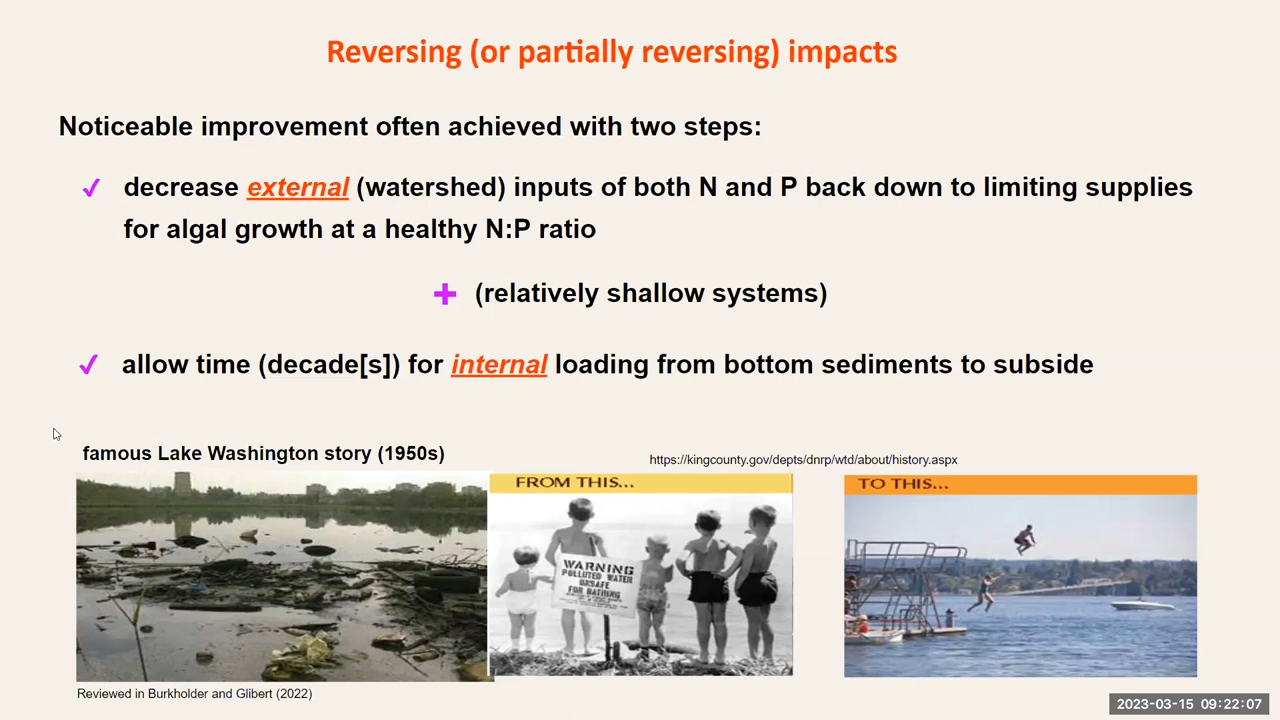 Reversing (or partially reversing) impacts
Noticeable improvement often achieved with two steps:
✓ decrease external (watershed) inputs of both N and P back down to limiting supplies
for algal growth at a healthy N:P ratio
+ (relatively shallow systems)
✓ allow time (decade[s]) for internal loading from bottom sediments to subside
famous Lake Washington story (1950s)
https://kingcounty.gov/depts/dnrp/wtd/about/history.aspx
FROM THIS...
TO THIS...
WARNING
POLLUTED WATER
UNSAFE
FOR BATHING
Reviewed in Burkholder and Glibert (2022)
2023-03-15 09:22:07